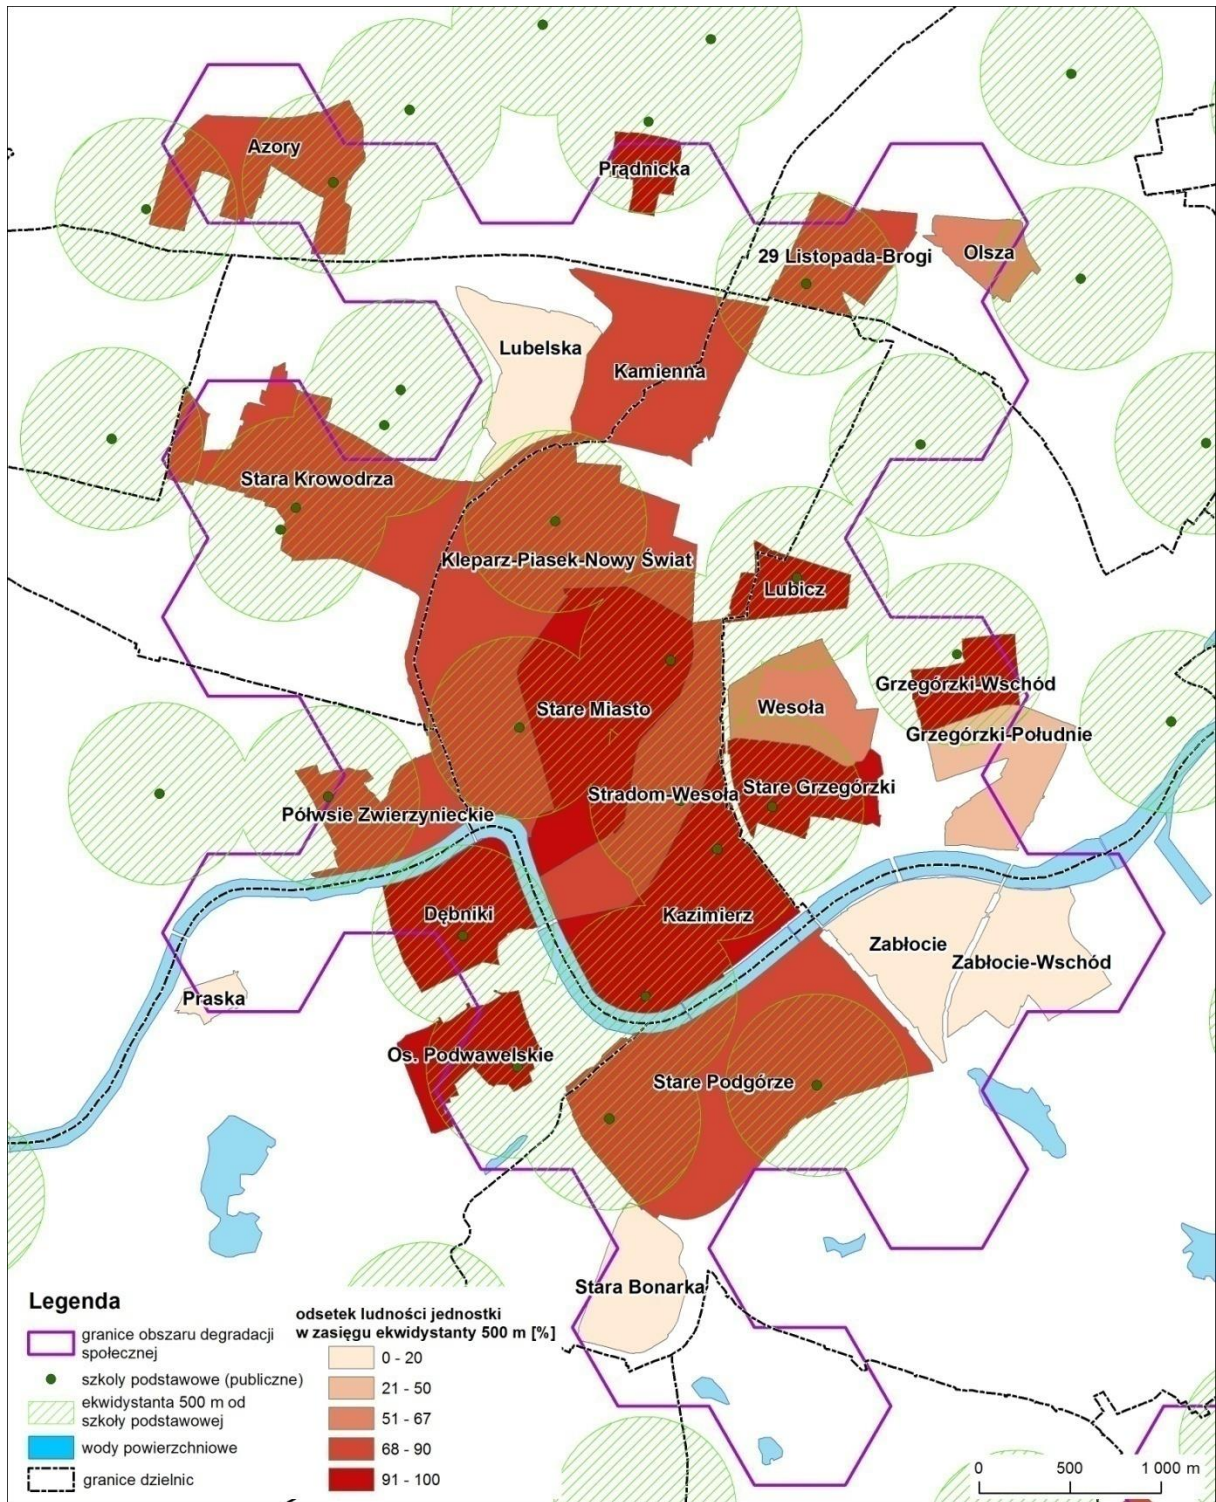 Azory
Prądnicka
29 Listopada-Brogi
Olsza
Lubelska
Kamienna
Stara Krowodrza
Kleparz-Piasek-Nowy Świat
Lubicz
Grzegórzki-Wschód
Stare Miasto
Wesoła
Grzegórzki-Południe
Stradom-Wesoła
Stare Grzegórzki
Półwsie Zwierzynieckie
Dębniki
Kazimierz
Zabłocie
Zabłocie-Wschód
Praska
Os. Podwawelskie
Stare Podgórze
Stara Bonarka
Legenda
granice obszaru degradacji
społecznej
szkoly podstawowe (publiczne)
ekwidystanta 500 m od
szkoły podstawowej
wody powierzchniowe
granice dzielnic
odsetek ludności jednostki
w zasięgu ekwidystanty 500 m [%]
0 - 20
21 - 50
51 - 67
68 - 90
91 - 100
0 500 1 000 m